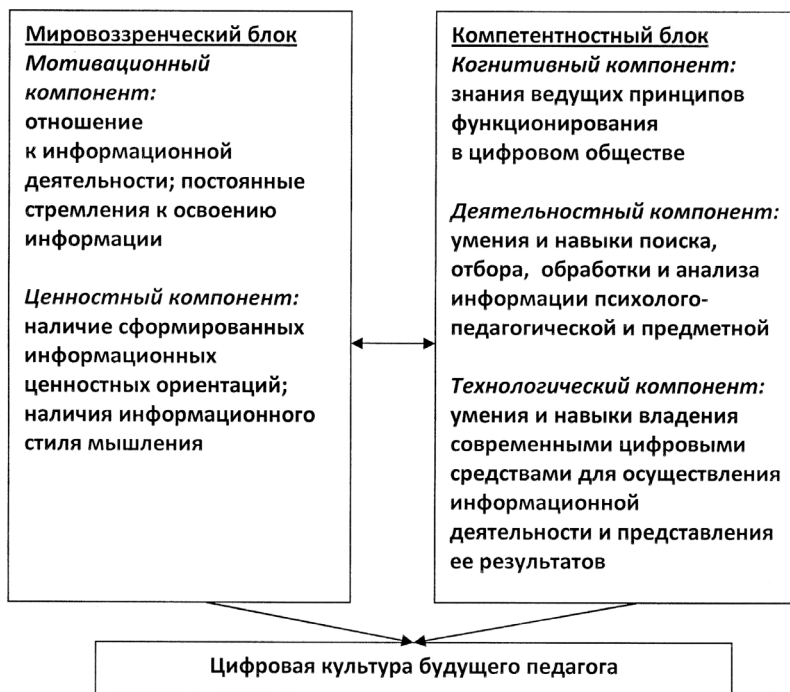 Мировоззренческий блок
Мотивационный
компонент:
отношение
к информационной
деятельности; постоянные
стремления к освоению
информации
Ценностный компонент:
наличие сформированных
информационных
ценностных ориентаций;
наличия информационного
стиля мышления
Компетентностный блок
Когнитивный компонент:
знания ведущих принципов
функционирования
в цифровом обществе
Деятельностный компонент:
умения и навыки поиска,
отбора, обработки и анализа
информации психолого-
педагогической и предметной
Технологический компонент:
умения и навыки владения
современными цифровыми
средствами для осуществления
информационной
деятельности и представления
ее результатов
Цифровая культура будущего педагога